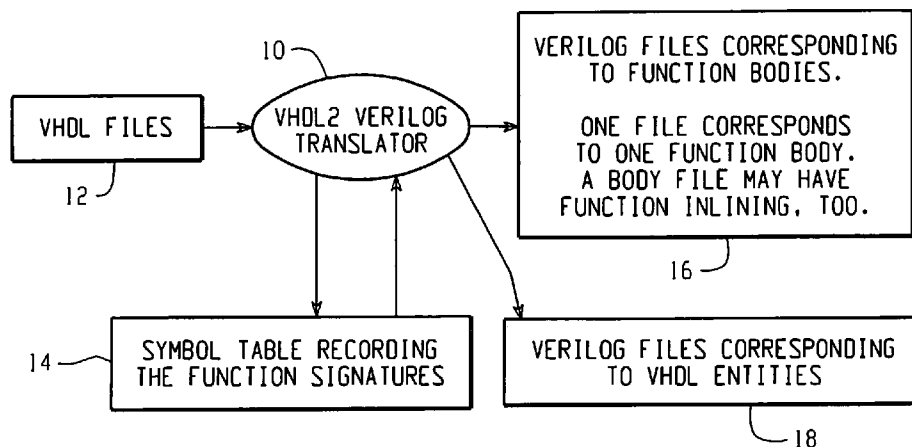 10
VHDL FILES
12
VHDL2 VERILOG
TRANSLATOR
VERILOG FILES CORRESPONDING
TO FUNCTION BODIES.
ONE FILE CORRESPONDS
TO ONE FUNCTION BODY.
A BODY FILE MAY HAVE
FUNCTION INLINING, TOO.
16
14
SYMBOL TABLE RECORDING
THE FUNCTION SIGNATURES
VERILOG FILES CORRESPONDING
TO VHDL ENTITIES
18